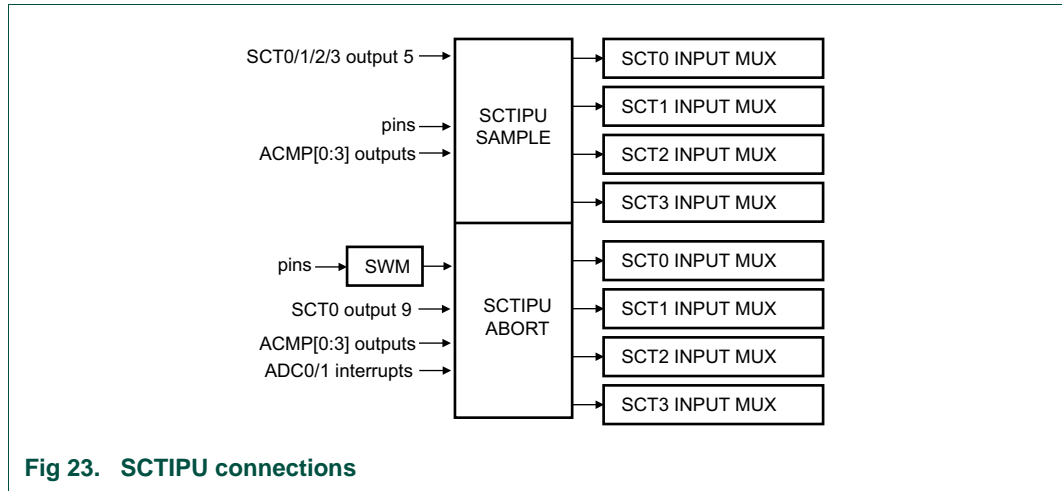 SCT0/1/2/3 output 5
pins
ACMP[0:3] outputs
SCTIPU
SAMPLE
SCT0 INPUT MUX
SCT1 INPUT MUX
SCT2 INPUT MUX
SCT3 INPUT MUX
pins
SWM
SCT0 output 9
ACMP[0:3] outputs
ADC0/1 interrupts
SCTIPU
ABORT
SCT0 INPUT MUX
SCT1 INPUT MUX
SCT2 INPUT MUX
SCT3 INPUT MUX
Fig 23. SCTIPU connections